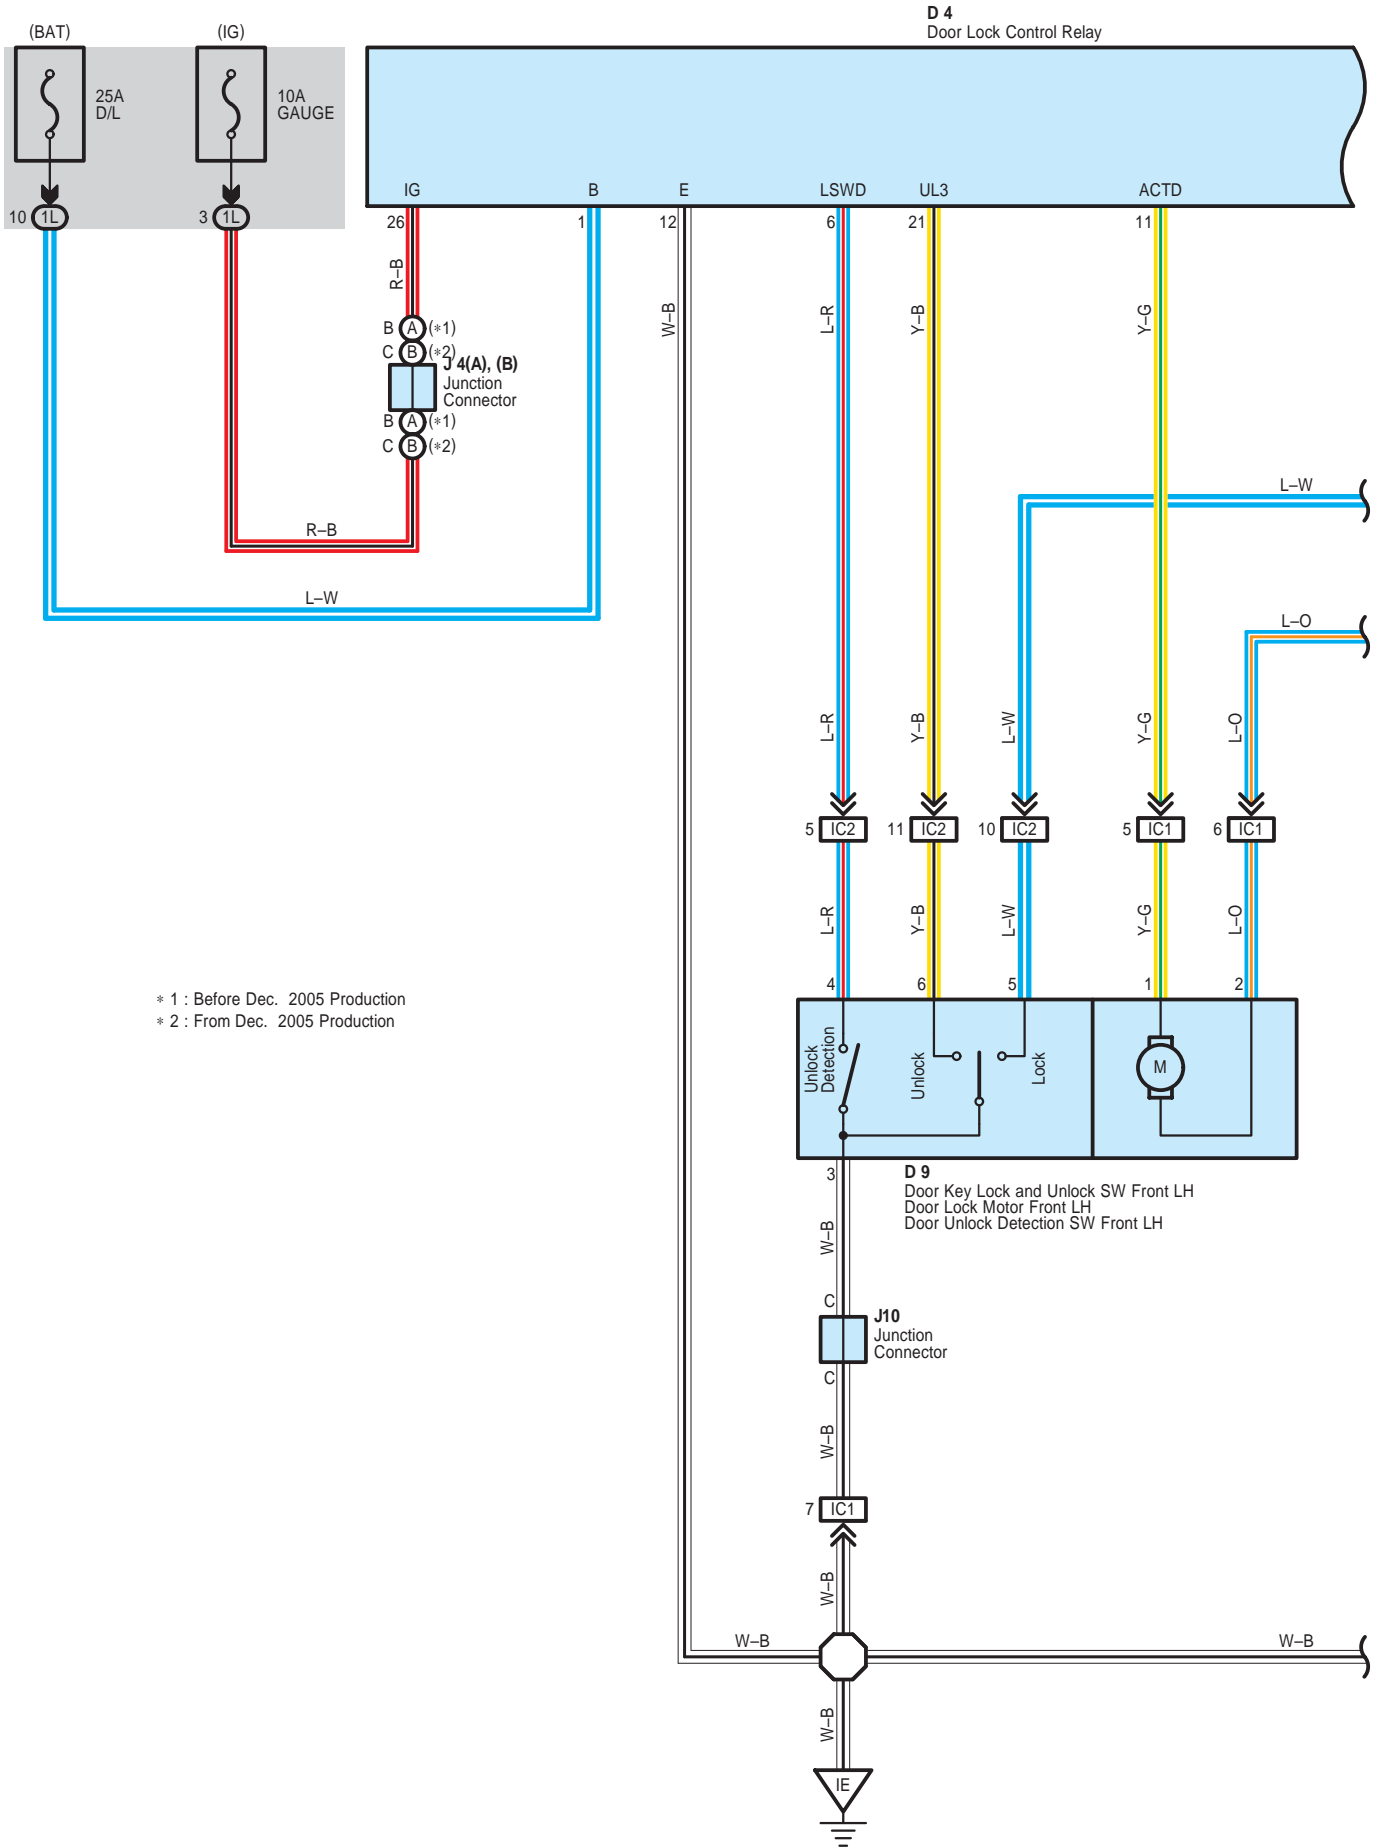 D 4
Door Lock Control Relay
(BAT)
(IG)
25A
D/L
10A
GAUGE
IG
B
E
LSWD
UL3
ACTD
10
1L
3
1L
26
1
12
6
21
11
R–B
W–B
L–R
Y–B
Y–G
B
A
(∗1)
C
B
(∗2)
J 4(A), (B)
Junction
Connector
B
A
(∗1)
C
B
(∗2)
L–W
R–B
L–W
L–O
L–R
Y–B
L–W
Y–G
L–O
5
IC2
11
IC2
10
IC2
5
IC1
6
IC1
L–R
Y–B
L–W
Y–G
L–O
4
6
5
1
2
∗ 1 : Before Dec. 2005 Production
∗ 2 : From Dec. 2005 Production
Unlock
Detection
Unlock
Lock
M
3
D 9
Door Key Lock and Unlock SW Front LH
Door Lock Motor Front LH
Door Unlock Detection SW Front LH
W–B
C
J10
Junction
Connector
C
W–B
7
IC1
W–B
W–B
W–B
W–B
IE